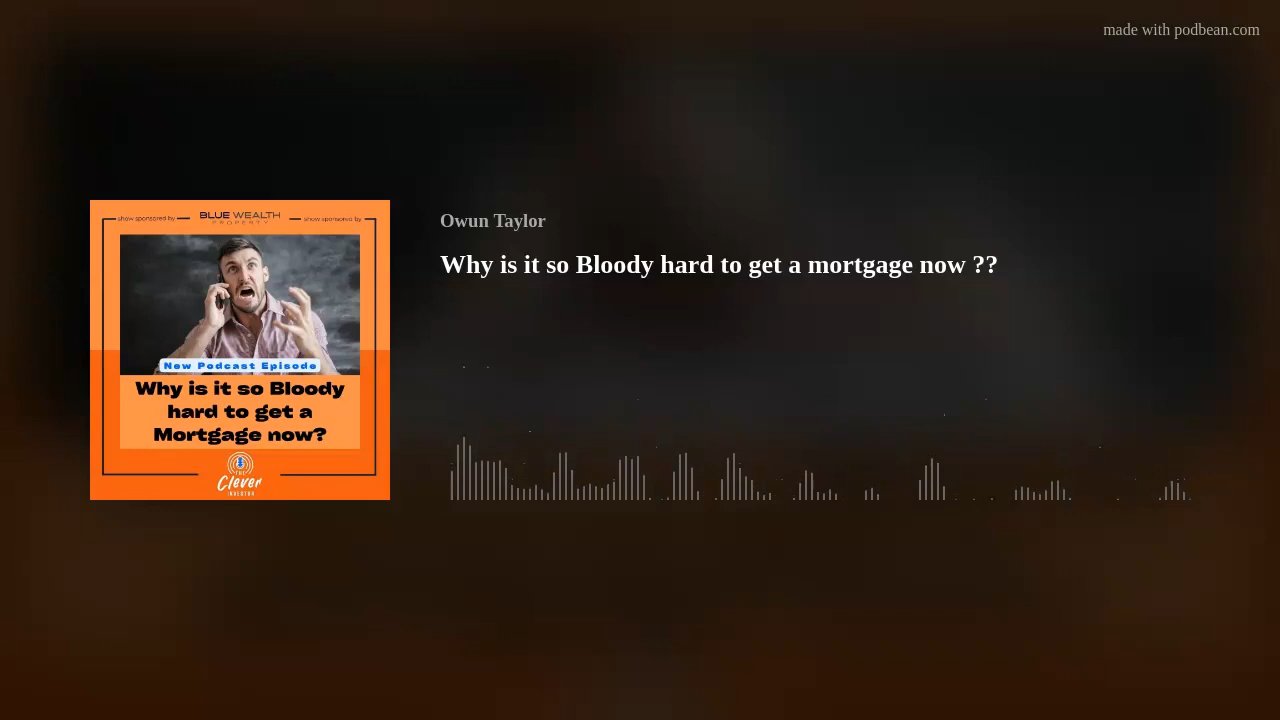 made with podbean.com
show sponsored by BLUE WEALTH show sponsored by
PROPERTY
New Podcast Episode
Why is it so Bloody
hard to get a
Mortgage now?
THE
Clever
INVESTOR
Owun Taylor
Why is it so Bloody hard to get a mortgage now ??